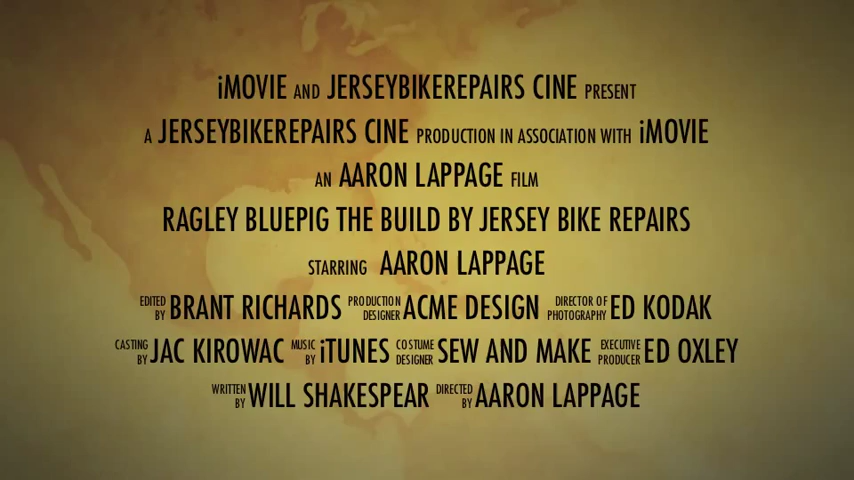 iMOVIE AND JERSEYBIKEREPAIRS CINE PRESENT
A JERSEYBIKEREPAIRS CINE PRODUCTION IN ASSOCIATION WITH iMOVIE
AN AARON LAPPAGE FILM
RAGLEY BLUEPIG THE BUILD BY JERSEY BIKE REPAIRS
STARRING AARON LAPPAGE
EDITED BY BRANT RICHARDS PRODUCTION DESIGNER ACME DESIGN DIRECTOR OF PHOTOGRAPHY ED KODAK
CASTING BY JAC KIROWAC MUSIC BY iTUNES COSTUME DESIGNER SEW AND MAKE EXECUTIVE PRODUCER ED OXLEY
WRITTEN BY WILL SHAKESPEAR DIRECTED BY AARON LAPPAGE